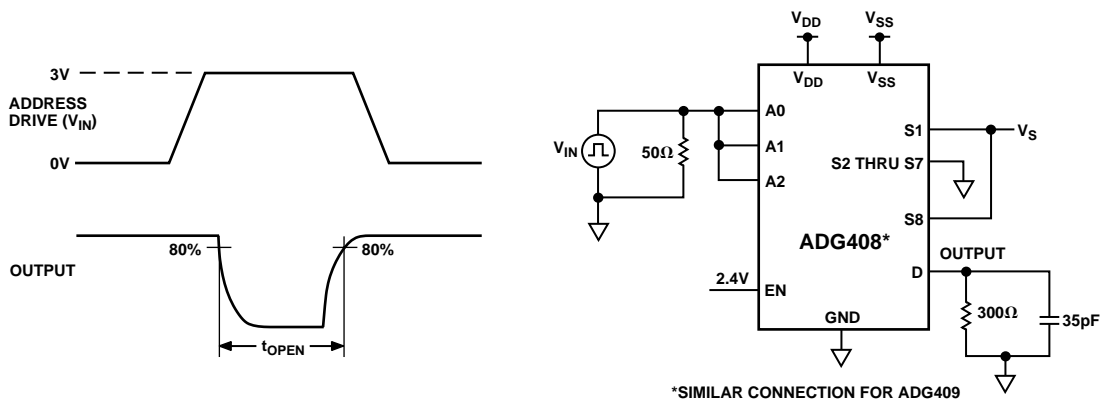 3V
ADDRESS
DRIVE (VIN)
0V
80%
80%
OUTPUT
tOPEN
VDD
VSS
VDD
VSS
A0
A1
A2
VIN
50Ω
S1
VS
S2 THRU S7
S8
ADG408*
OUTPUT
D
2.4V
EN
GND
300Ω
35pF
*SIMILAR CONNECTION FOR ADG409